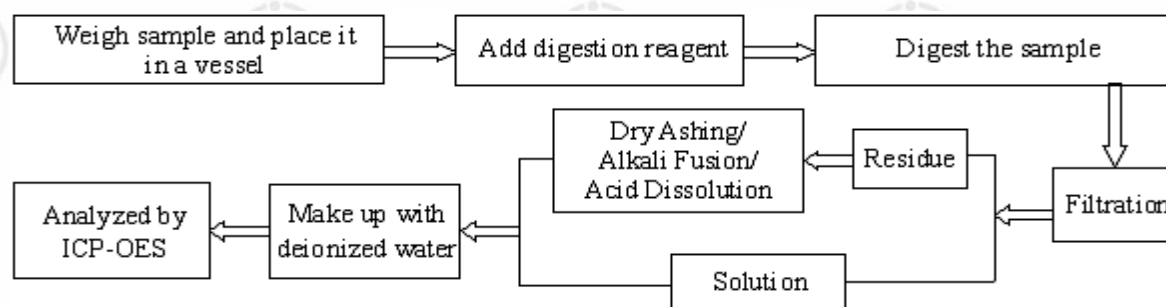 Weigh sample and place it
in a vessel
Add digestion reagent
Digest the sample
Dry Ashing/
Alkali Fusion/
Acid Dissolution
Residue
Filtration
Analyzed by
ICP-OES
Make up with
deionized water
Solution